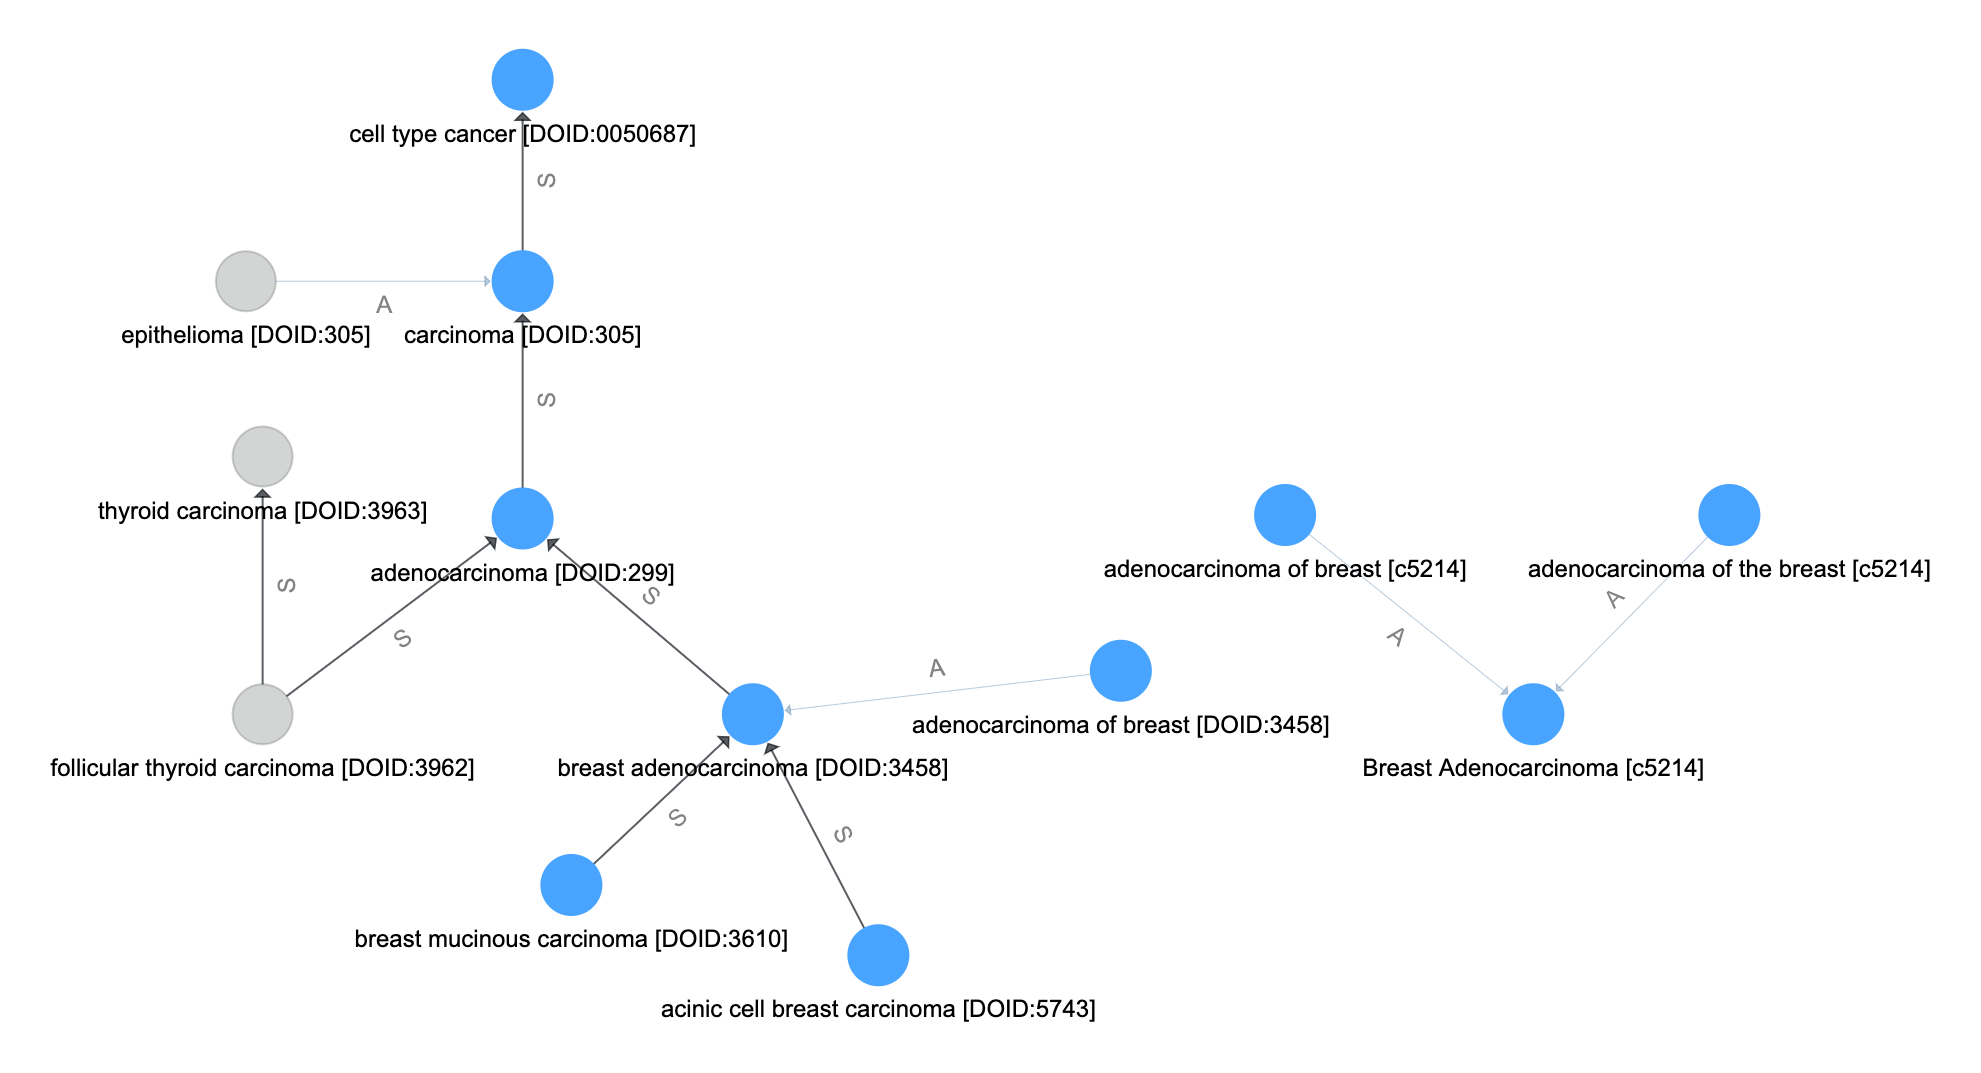 cell type cancer [DOID:0050687]
S
A
epithelioma [DOID:305]
carcinoma [DOID:305]
S
thyroid carcinoma [DOID:3963]
adenocarcinoma [DOID:299]
adenocarcinoma of breast [c5214]
adenocarcinoma of the breast [c5214]
S
S
S
A
A
A
adenocarcinoma of breast [DOID:3458]
follicular thyroid carcinoma [DOID:3962]
breast adenocarcinoma [DOID:3458]
Breast Adenocarcinoma [c5214]
S
S
breast mucinous carcinoma [DOID:3610]
acinic cell breast carcinoma [DOID:5743]